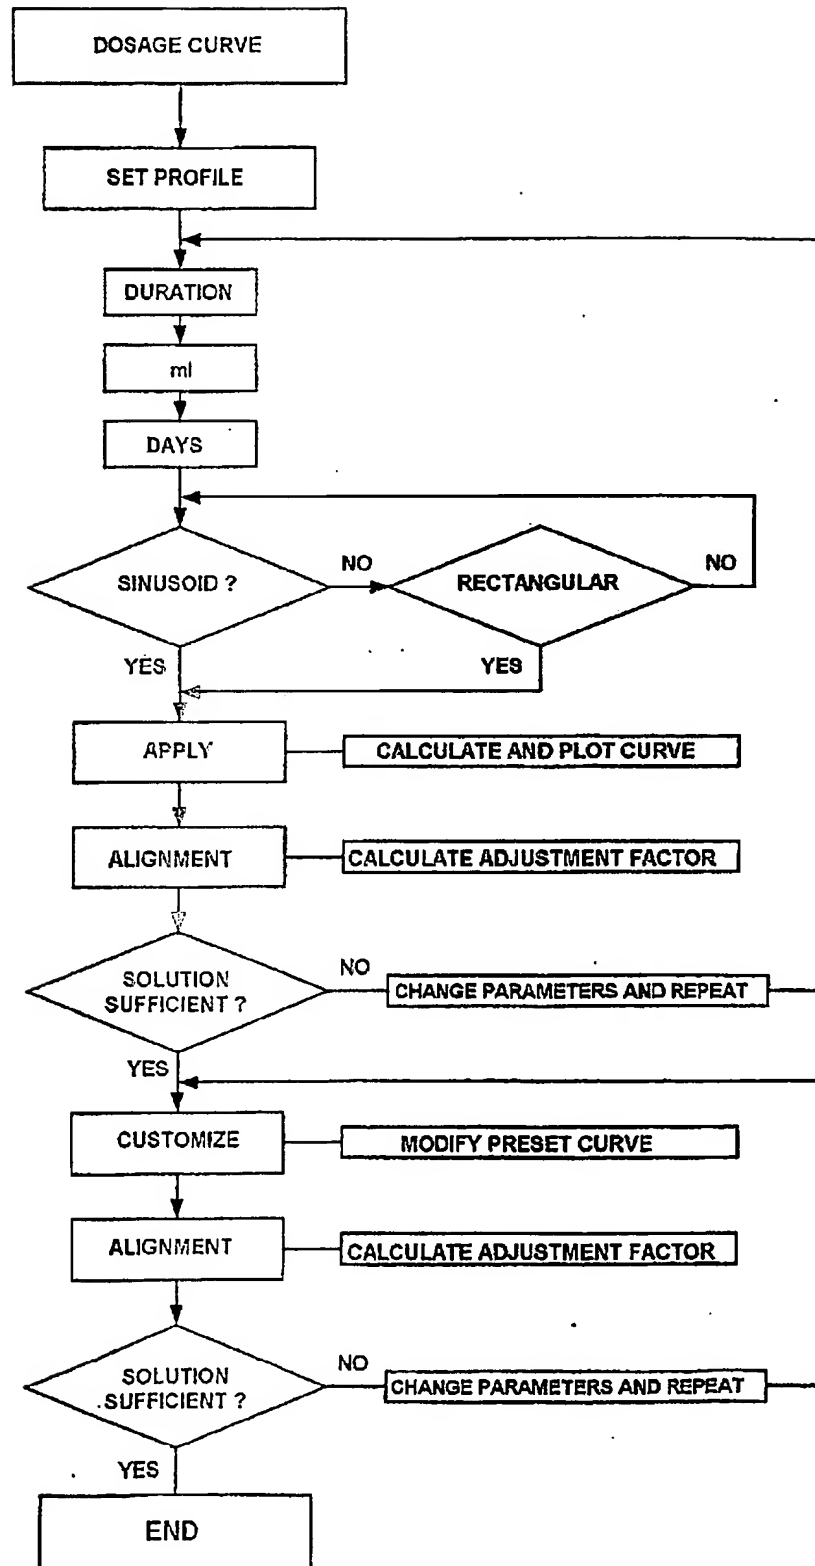 DOSAGE CURVE
SET PROFILE
DURATION
ml
DAYS
SINUSOID ?
NO
RECTANGULAR
NO
YES
YES
APPLY
CALCULATE AND PLOT CURVE
ALIGNMENT
CALCULATE ADJUSTMENT FACTOR
SOLUTION
SUFFICIENT ?
NO
CHANGE PARAMETERS AND REPEAT
YES
CUSTOMIZE
MODIFY PRESET CURVE
ALIGNMENT
CALCULATE ADJUSTMENT FACTOR
SOLUTION
SUFFICIENT ?
NO
CHANGE PARAMETERS AND REPEAT
YES
END